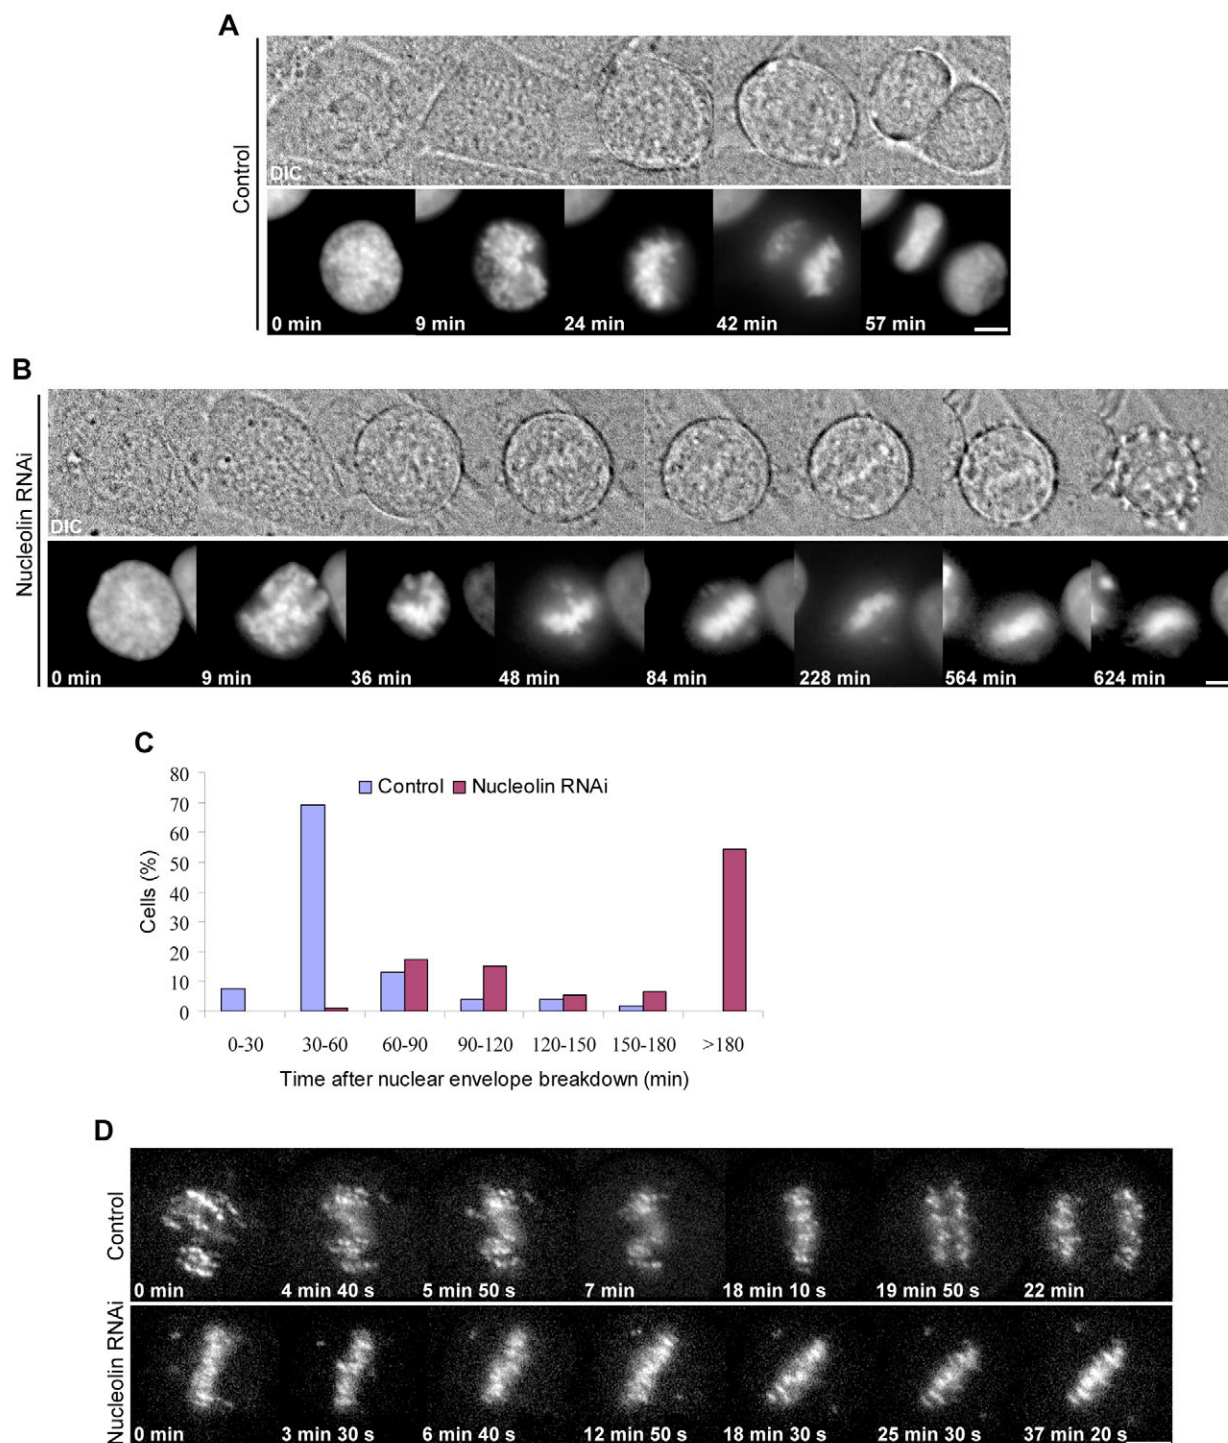 A
Control
DIC
0 min 9 min 24 min 42 min 57 min
B
Nucleolin RNAi
DIC
0 min 9 min 36 min 48 min 84 min 228 min 564 min 624 min
C
80
70
60
50
40
30
20
10
0
Cells (%)
Control Nucleolin RNAi
0-30 30-60 60-90 90-120 120-150 150-180 >180
Time after nuclear envelope breakdown (min)
D
Control
0 min 4 min 40 s 5 min 50 s 7 min 18 min 10 s 19 min 50 s 22 min
Nucleolin RNAi
0 min 3 min 30 s 6 min 40 s 12 min 50 s 18 min 30 s 25 min 30 s 37 min 20 s